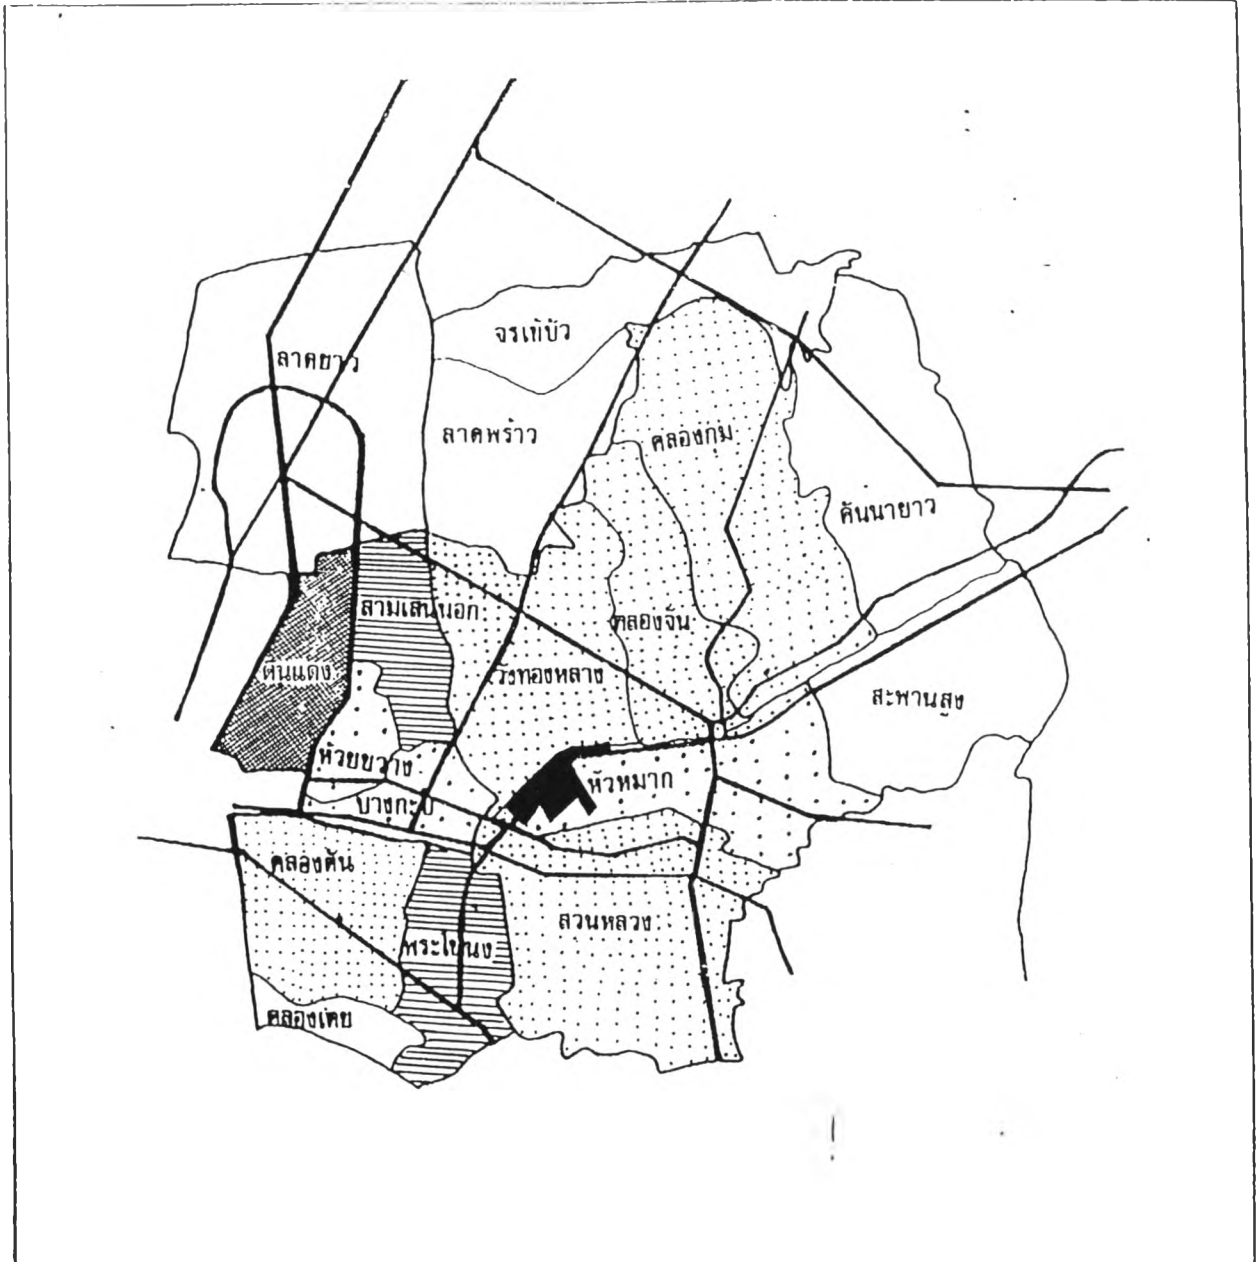 จรเข้บัว
ลาดยาว
ลาดพร้าว
คลองกุ่ม
คันนายาว
สามเสนนอก
คลองจั่น
ดินแดง
วังทองหลาง
สะพานสูง
ห้วยขวาง
หัวหมาก
บางกะปิ
คลองตัน
สวนหลวง
พระโขนง
คลองเตย